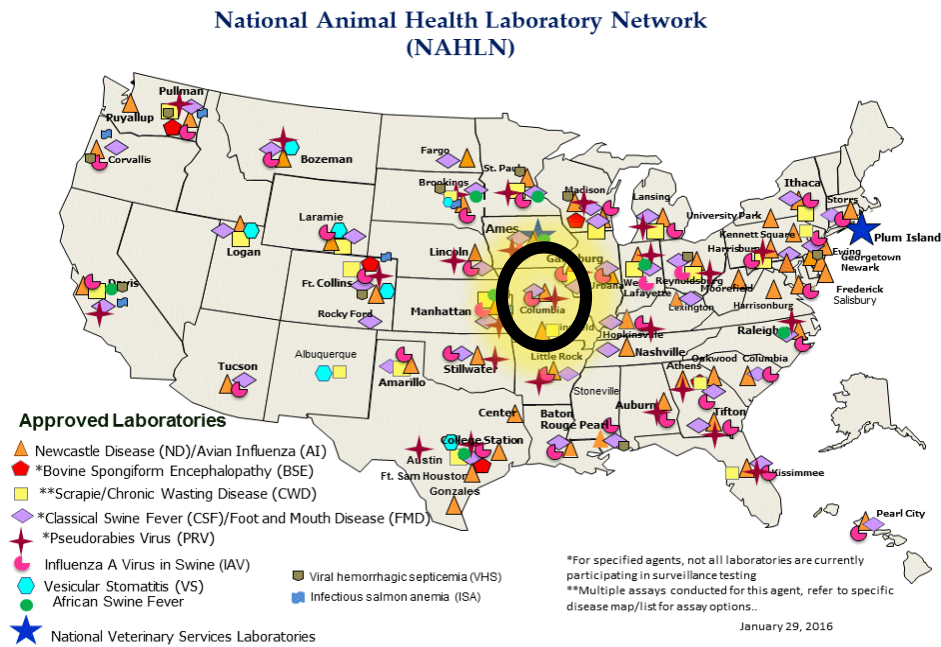 National Animal Health Laboratory Network
(NAHLN)
Pullman
Puyallup
Corvallis
Bozeman
Fargo
St. Paul
Brookings
Madison
Lansing
Ithaca
Storrs
University Park
Plum Island
Laramie
Logan
Ames
Kennett Square
Harrisburg
Ewing
Georgetown
Newark
Lincoln
Galesburg
Urbana
West
Lafayette
Reynoldsburg
Moorefield
Frederick
Salisbury
Davis
Ft. Collins
Rocky Ford
Manhattan
Columbia
Lexington
Harrisonburg
Hopkinsville
Raleigh
Albuquerque
Nashville
Little Rock
Tucson
Amarillo
Stillwater
Stoneville
Oakwood
Columbia
Athens
Center
Baton
Rouge
Pearl
Auburn
Tifton
College Station
Austin
Ft. Sam Houston
Gonzales
Kissimmee
Pearl City
Approved Laboratories
Newcastle Disease (ND)/Avian Influenza (AI)
*Bovine Spongiform Encephalopathy (BSE)
**Scrapie/Chronic Wasting Disease (CWD)
*Classical Swine Fever (CSF)/Foot and Mouth Disease (FMD)
*Pseudorabies Virus (PRV)
Influenza A Virus in Swine (IAV)
Vesicular Stomatitis (VS)
African Swine Fever
National Veterinary Services Laboratories
Viral hemorrhagic septicemia (VHS)
Infectious salmon anemia (ISA)
*For specified agents, not all laboratories are currently
participating in surveillance testing
**Multiple assays conducted for this agent, refer to specific
disease map/list for assay options..
January 29, 2016